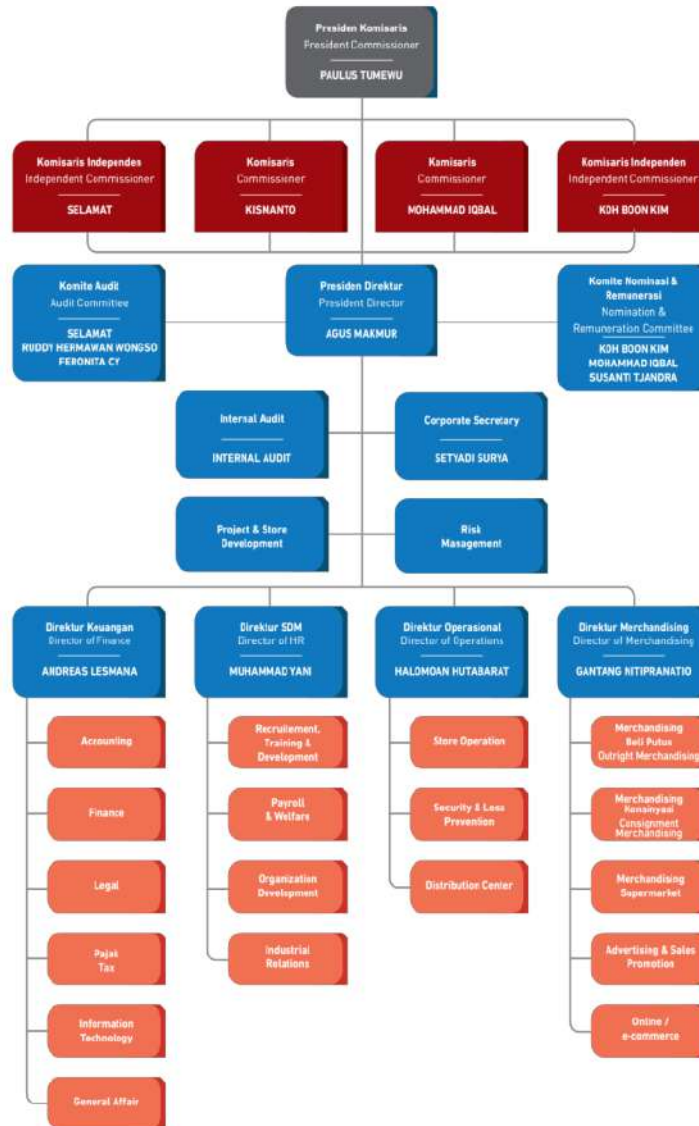 Presiden Komisaris
President Commissioner
PAULUS TUMEWU
Komisaris Independen
Independent Commissioner
SELAMAT
Komisaris
Commissioner
KISNANTO
Komisaris
Commissioner
MOHAMMAD IQBAL
Komisaris Independen
Independent Commissioner
KOH BOON KIM
Komite Audit
Audit Committee
SELAMAT
RUDDY HERMAWAN WONGSO
FEBONITA CY
Presiden Direktur
President Director
AGUS MAKMUR
Komite Nominasi &
Remunerasi
Nomination &
Remuneration Committee
KOH BOON KIM
MOHAMMAD IQBAL
SUSANTI TJANDRA
Internal Audit
INTERNAL AUDIT
Corporate Secretary
SETYADI SURYA
Project & Store
Development
Risk
Management
Direktur Keuangan
Director of Finance
ANDREAS LESMANA
Direktur SDM
Director of HR
MUHAMMAD YANI
Direktur Operasional
Director of Operations
HALOMOAN HUTABARAT
Direktur Merchandising
Director of Merchandising
GANTANG NITIPRANATIO
Accounting
Finance
Legal
Pajak
Tax
Information
Technology
General Affair
Recruitement,
Training &
Development
Payroll
& Welfare
Organization
Development
Industrial
Relations
Store Operation
Security & Loss
Prevention
Distribution Center
Merchandising
Beli Putus
Outright Merchandising
Merchandising
Konsinyasi
Consignment
Merchandising
Merchandising
Supermarket
Advertising & Sales
Promotion
Online /
e-commerce